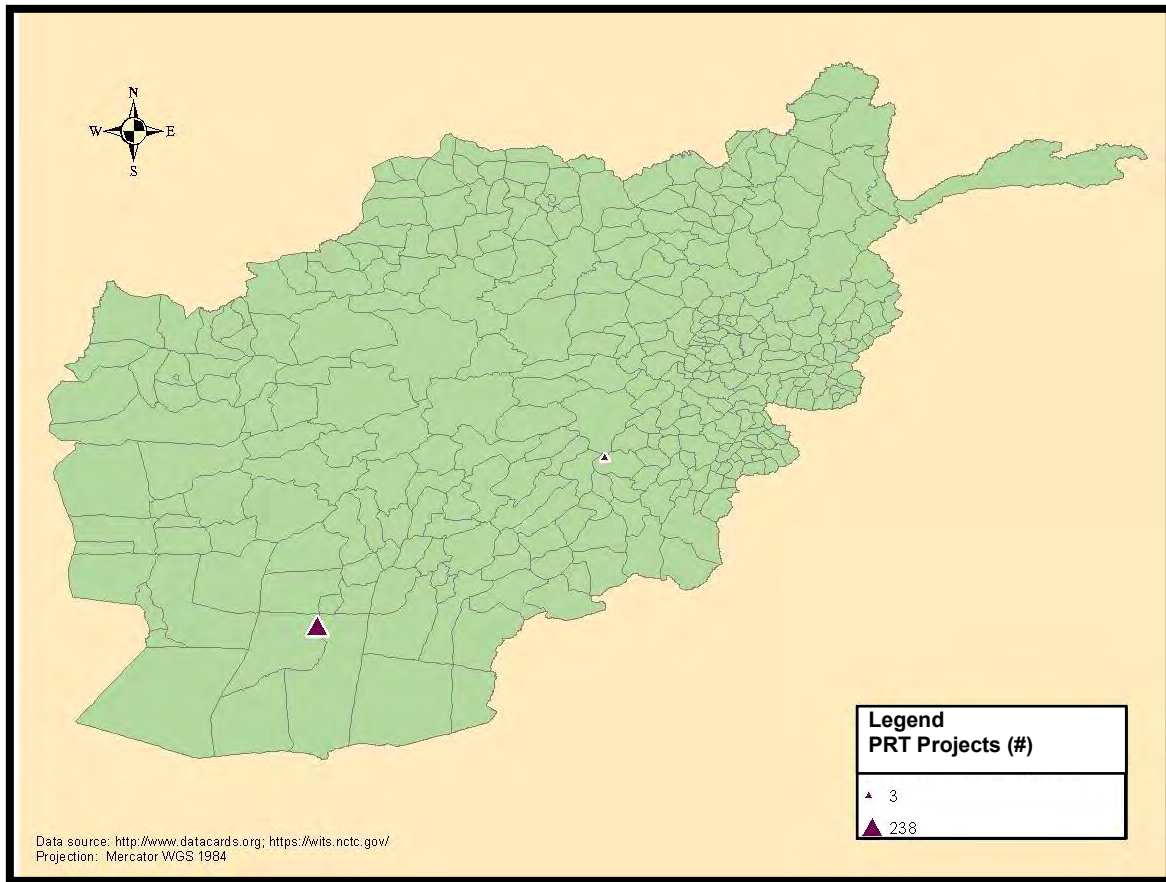 N
W E
S
Legend
PRT Projects (#)
3
238
Data source: http://www.datacards.org; https://wits.nctc.gov/
Projection: Mercator WGS 1984